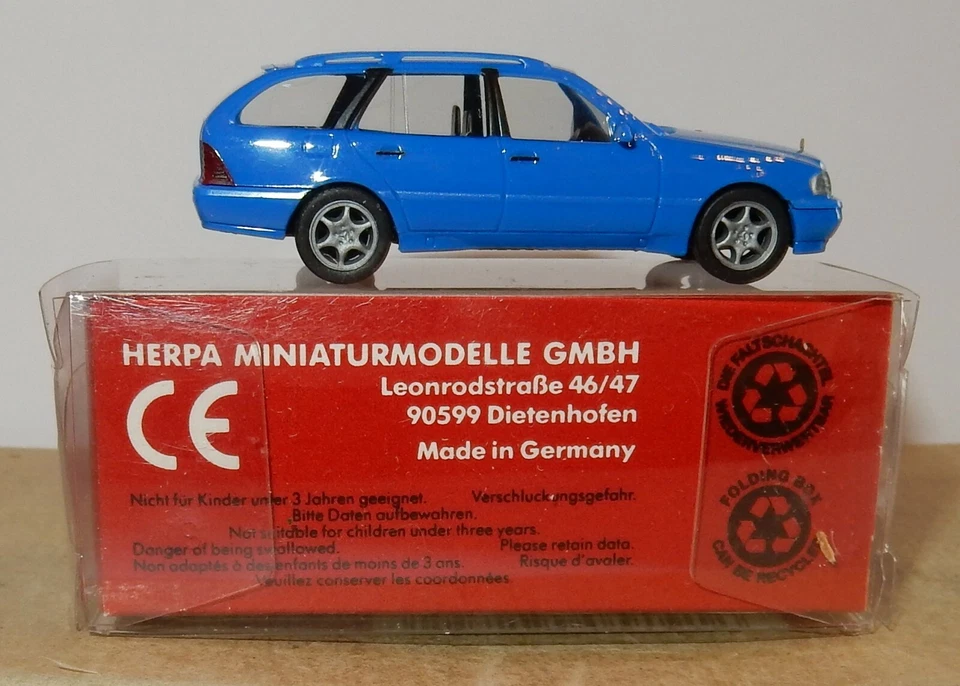 HERPA MINIATURMODELLE GMBH
CE
Leonrodstraße 46/47
90599 Dietenhofen
Made in Germany
Nicht für Kinder unter 3 Jahren geeignet. Verschluckungsgefahr.
Bitte Daten aufbewahren.
Not suitable for children under three years.
Danger of being swallowed. Please retain data.
Non adaptés à des enfants de moins de 3 ans. Risque d'avaler.
Veuillez conserver les coordonnées.
DIE FALTSCHACHTEL
WIEDERVERWERTBAR
FOLDING BOX
CAN BE RECYCLED